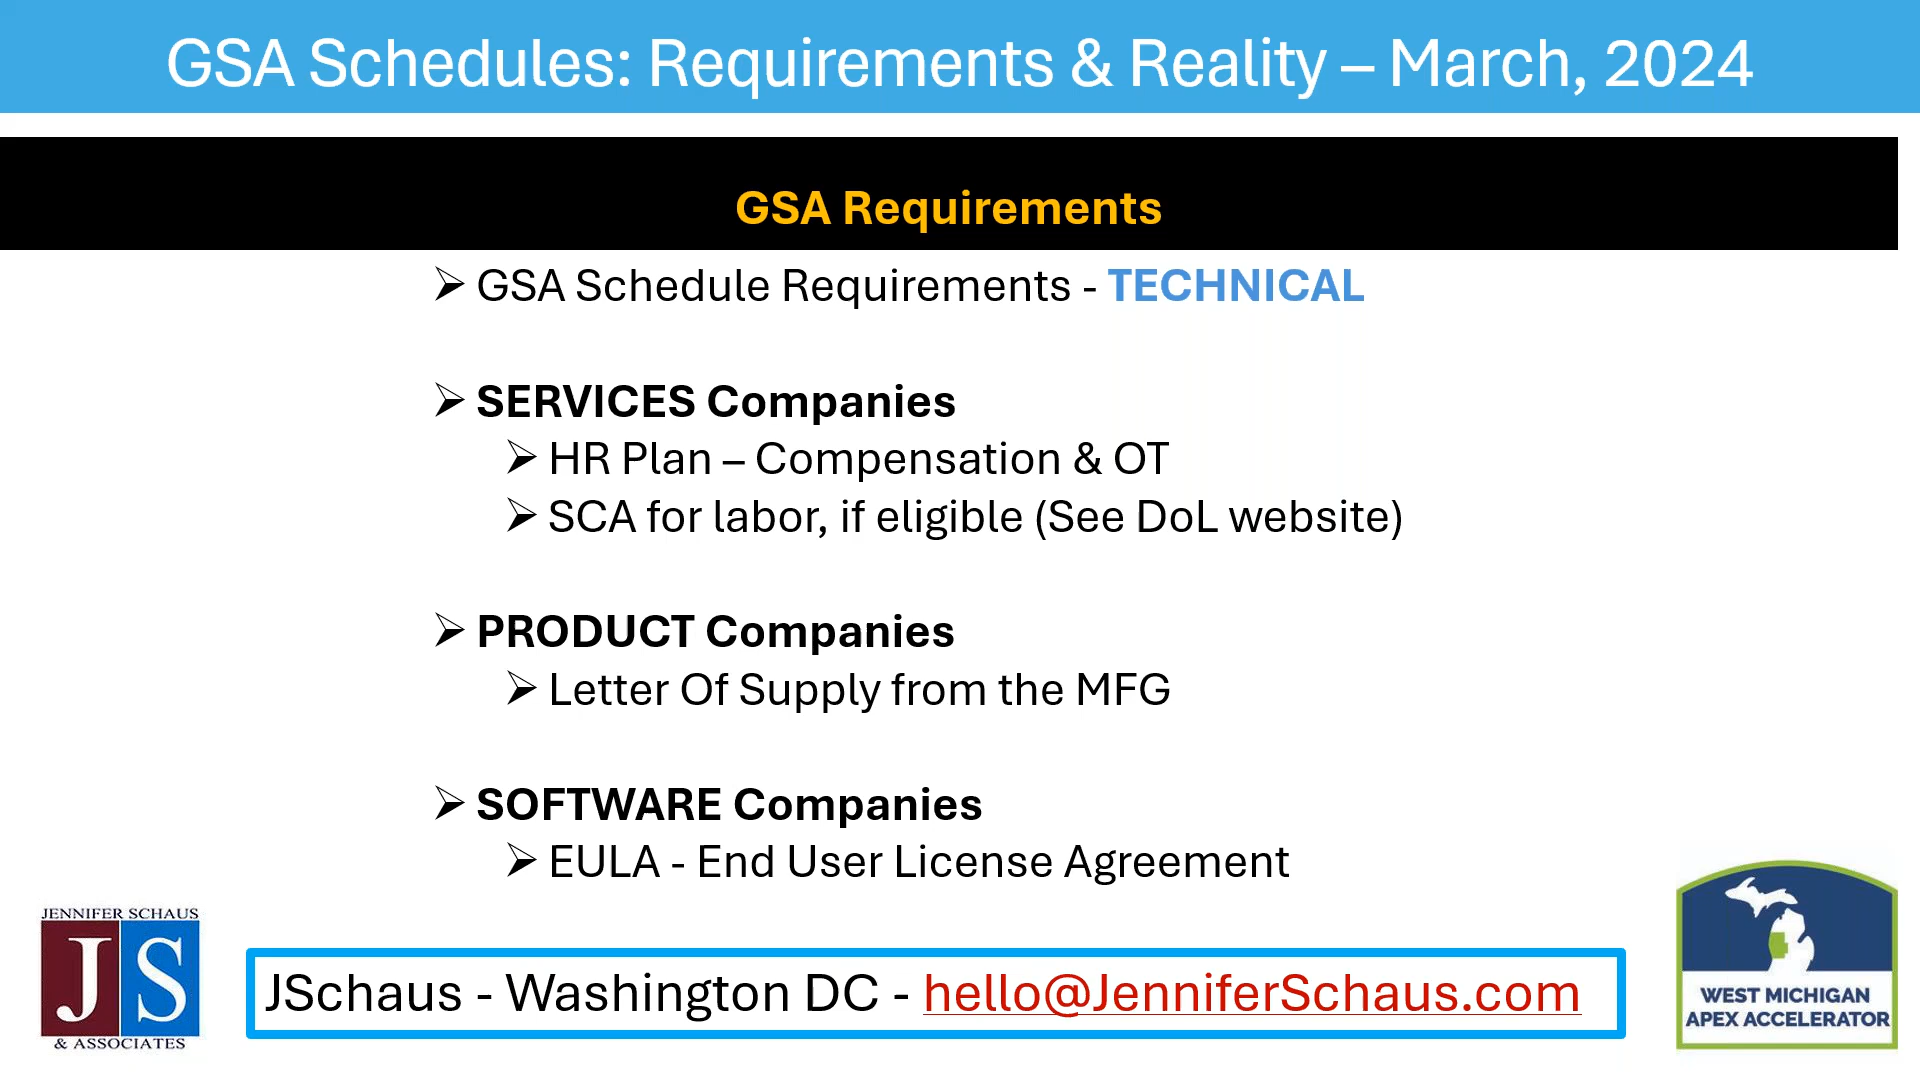 GSA Schedules: Requirements & Reality – March, 2024
GSA Requirements
➢ GSA Schedule Requirements - TECHNICAL
➢ SERVICES Companies
➢ HR Plan – Compensation & OT
➢ SCA for labor, if eligible (See DoL website)
➢ PRODUCT Companies
➢ Letter Of Supply from the MFG
➢ SOFTWARE Companies
➢ EULA - End User License Agreement
JENNIFER SCHAUS
JS
& ASSOCIATES
JSchaus - Washington DC - hello@JenniferSchaus.com
WEST MICHIGAN
APEX ACCELERATOR